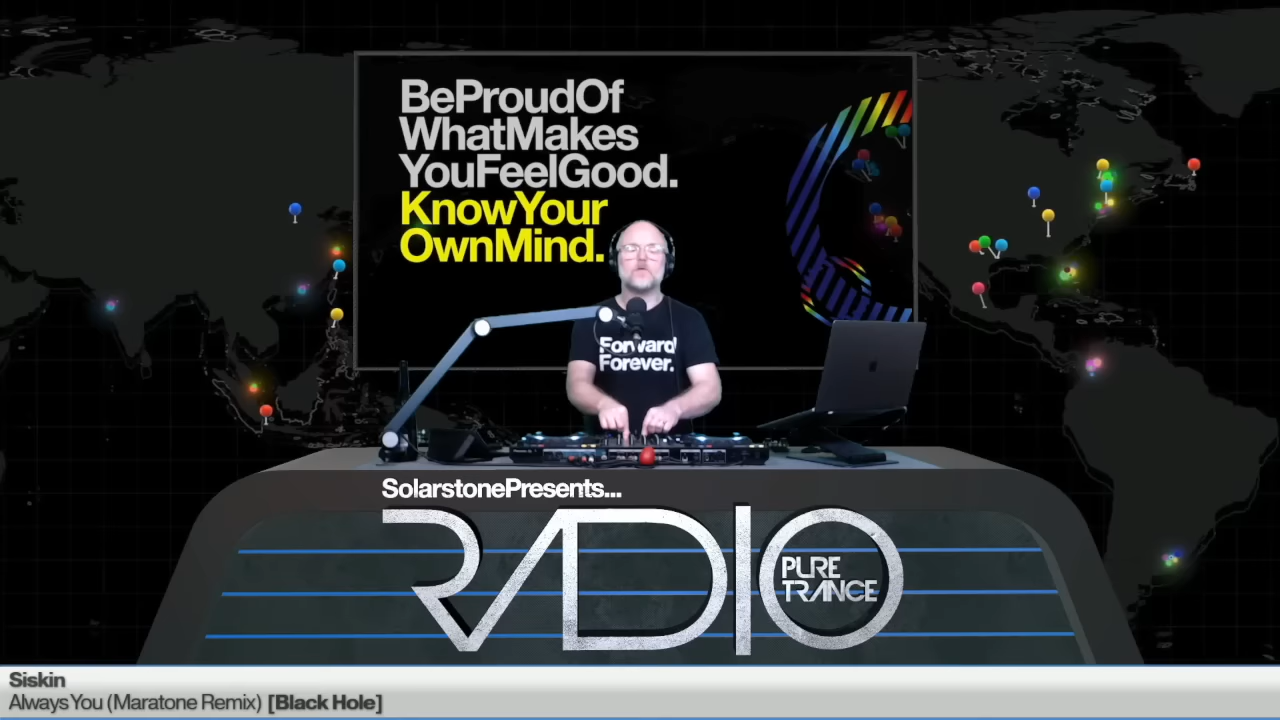 BeProudOf
WhatMakes
YouFeelGood.
KnowYour
OwnMind.
Forward
Forever.
SolarstonePresents...
RADIO
PURE
TRANCE
Siskin
Always You (Maratone Remix) [Black Hole]